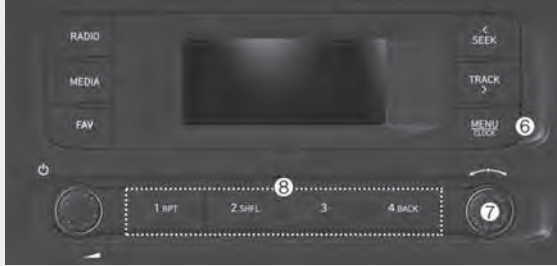 RADIO
MEDIA
FAV
< SEEK
TRACK >
MENU
CLOCK
6
8
1 RPT 2 SHFL 3 4 BACK
7